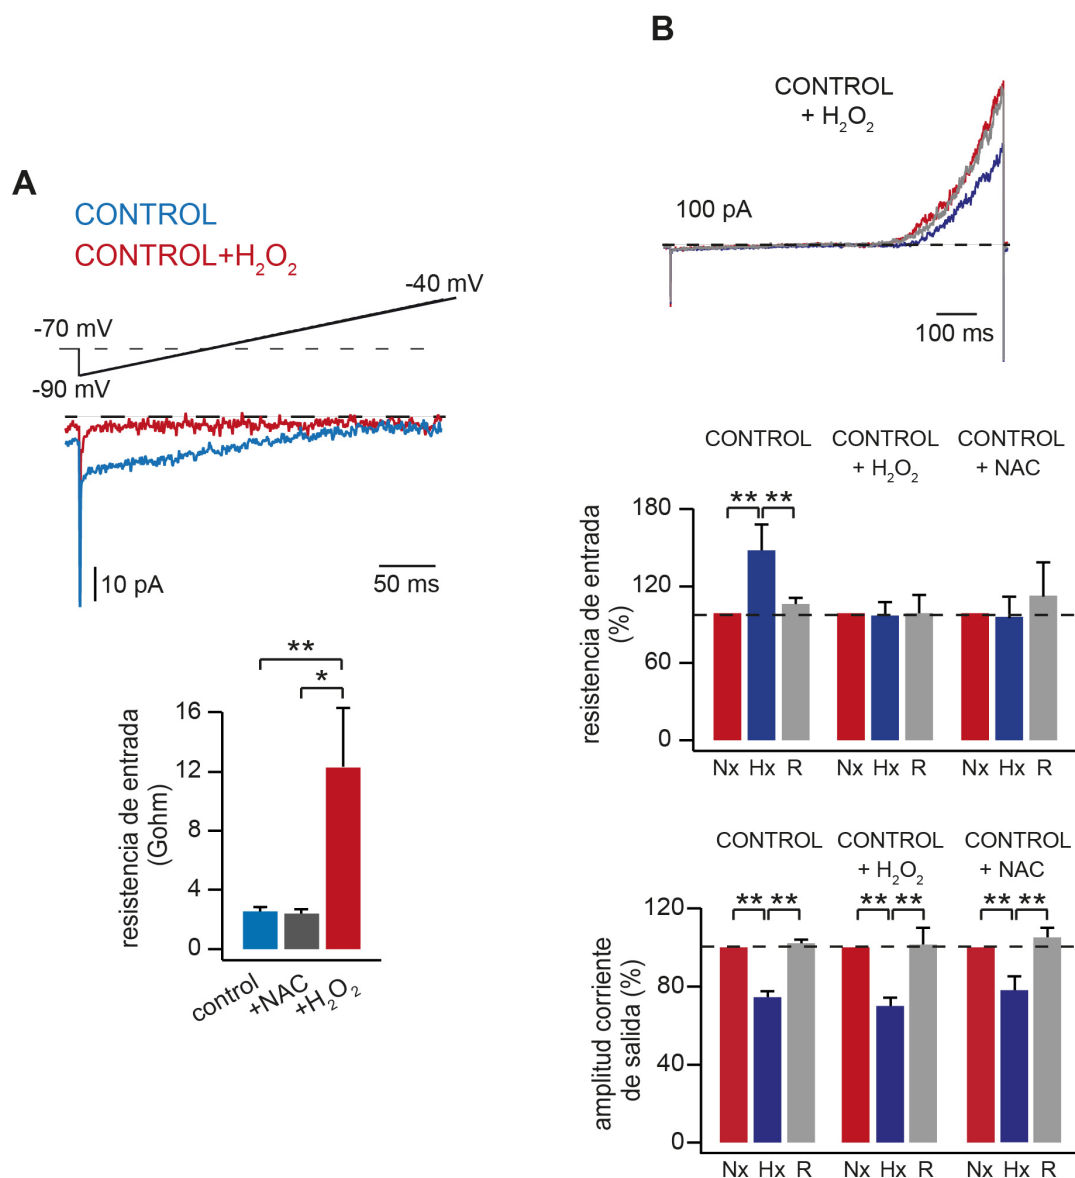 A
CONTROL
CONTROL+H₂O₂
-40 mV
-70 mV
-90 mV
10 pA
50 ms
**
*
resistencia de entrada
(Gohm)
16
12
8
4
0
control
+NAC
+H₂O₂
B
CONTROL
+ H₂O₂
100 pA
100 ms
CONTROL
CONTROL
+ H₂O₂
CONTROL
+ NAC
resistencia de entrada
(%)
180
120
60
0
** **
Nx Hx R
Nx Hx R
Nx Hx R
CONTROL
CONTROL
+ H₂O₂
CONTROL
+ NAC
amplitud corriente
de salida (%)
120
80
40
0
** **
** **
** **
Nx Hx R
Nx Hx R
Nx Hx R